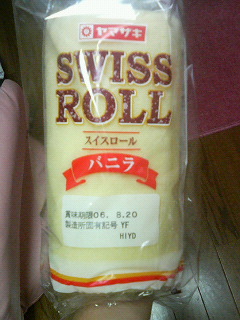 ヤマザキ
SWISS
ROLL
スイスロール
バニラ
賞味期限06. 8.20
製造所固有記号 YF
HIYD